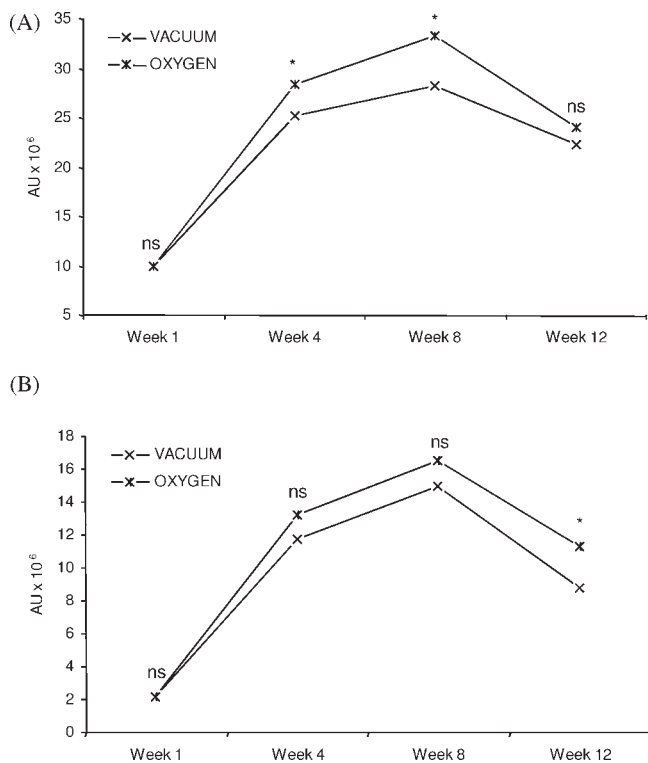 (A)
35
30
25
20
15
10
5
AU x 10⁶
VACUUM
OXYGEN
ns
*
*
ns
Week 1 Week 4 Week 8 Week 12
(B)
18
16
14
12
10
8
6
4
2
0
AU x 10⁶
VACUUM
OXYGEN
ns
ns
ns
*
Week 1 Week 4 Week 8 Week 12